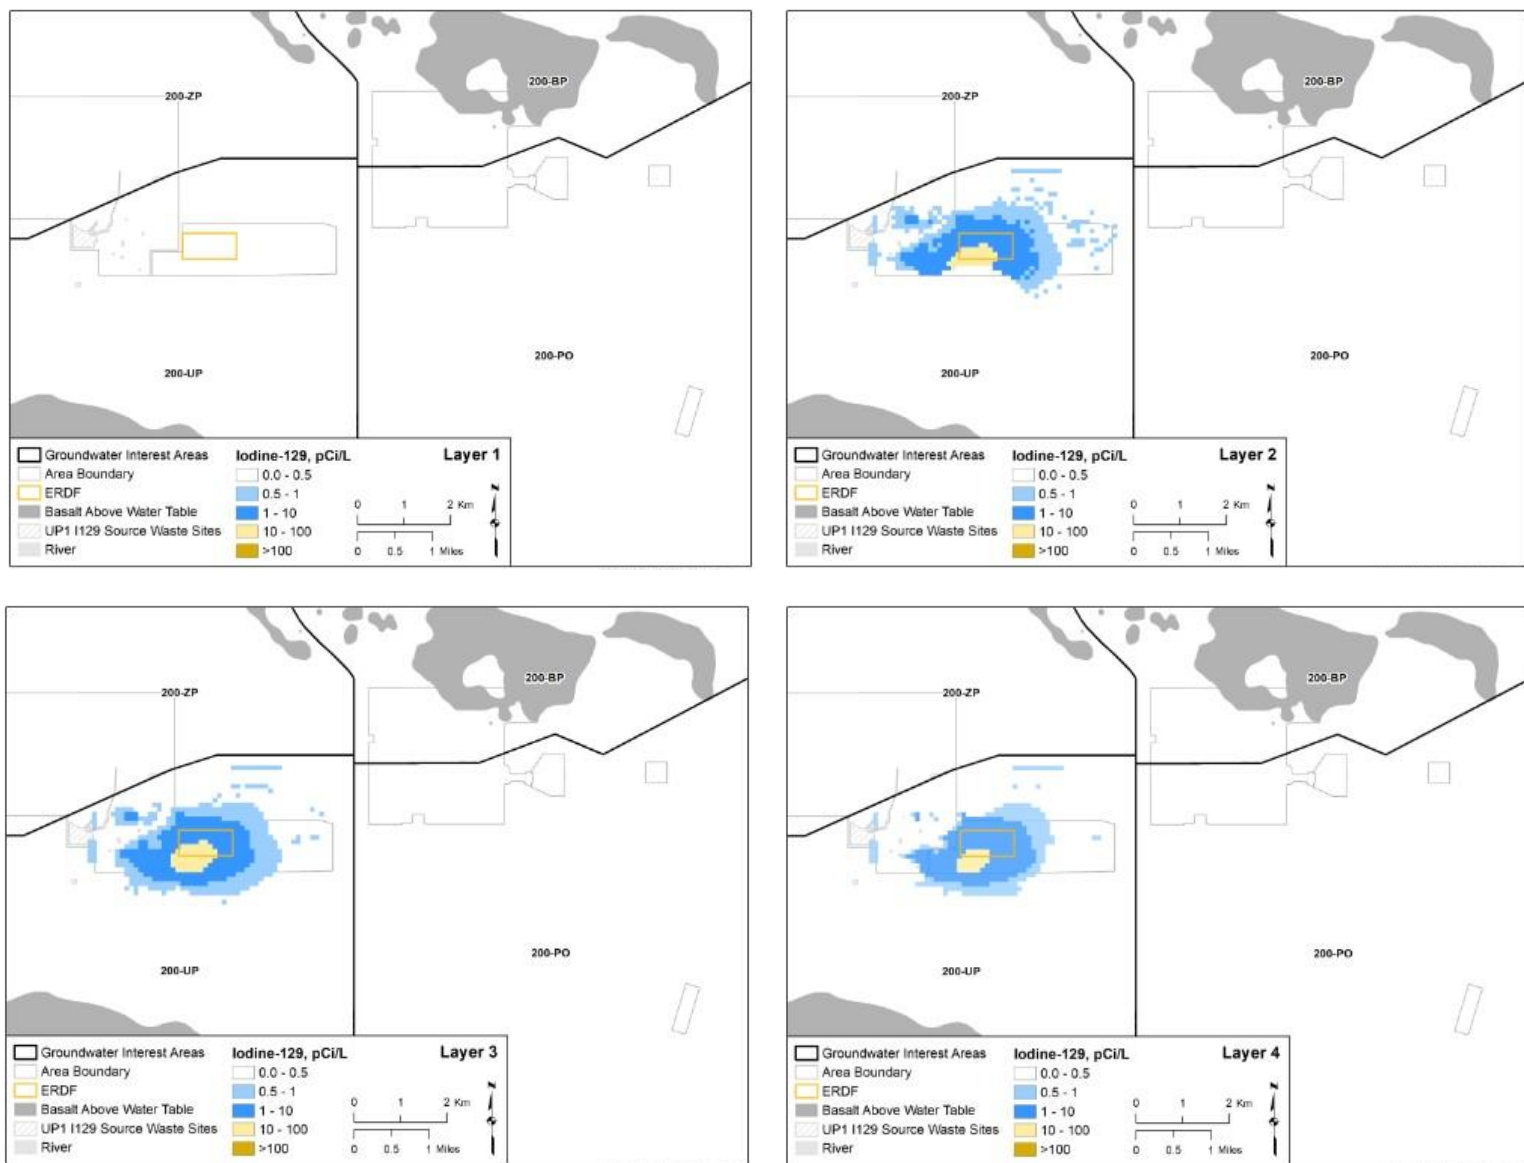 200-BP
200-ZP
200-PO
200-UP
Groundwater Interest Areas
Area Boundary
ERDF
Basalt Above Water Table
UP1 I129 Source Waste Sites
River
Iodine-129, pCi/L
0.0 - 0.5
0.5 - 1
1 - 10
10 - 100
>100
Layer 1
N
0 1 2 Km
0 0.5 1 Miles
200-BP
200-ZP
200-PO
200-UP
Groundwater Interest Areas
Area Boundary
ERDF
Basalt Above Water Table
UP1 I129 Source Waste Sites
River
Iodine-129, pCi/L
0.0 - 0.5
0.5 - 1
1 - 10
10 - 100
>100
Layer 2
N
0 1 2 Km
0 0.5 1 Miles
200-BP
200-ZP
200-PO
200-UP
Groundwater Interest Areas
Area Boundary
ERDF
Basalt Above Water Table
UP1 I129 Source Waste Sites
River
Iodine-129, pCi/L
0.0 - 0.5
0.5 - 1
1 - 10
10 - 100
>100
Layer 3
N
0 1 2 Km
0 0.5 1 Miles
200-BP
200-ZP
200-PO
200-UP
Groundwater Interest Areas
Area Boundary
ERDF
Basalt Above Water Table
UP1 I129 Source Waste Sites
River
Iodine-129, pCi/L
0.0 - 0.5
0.5 - 1
1 - 10
10 - 100
>100
Layer 4
N
0 1 2 Km
0 0.5 1 Miles